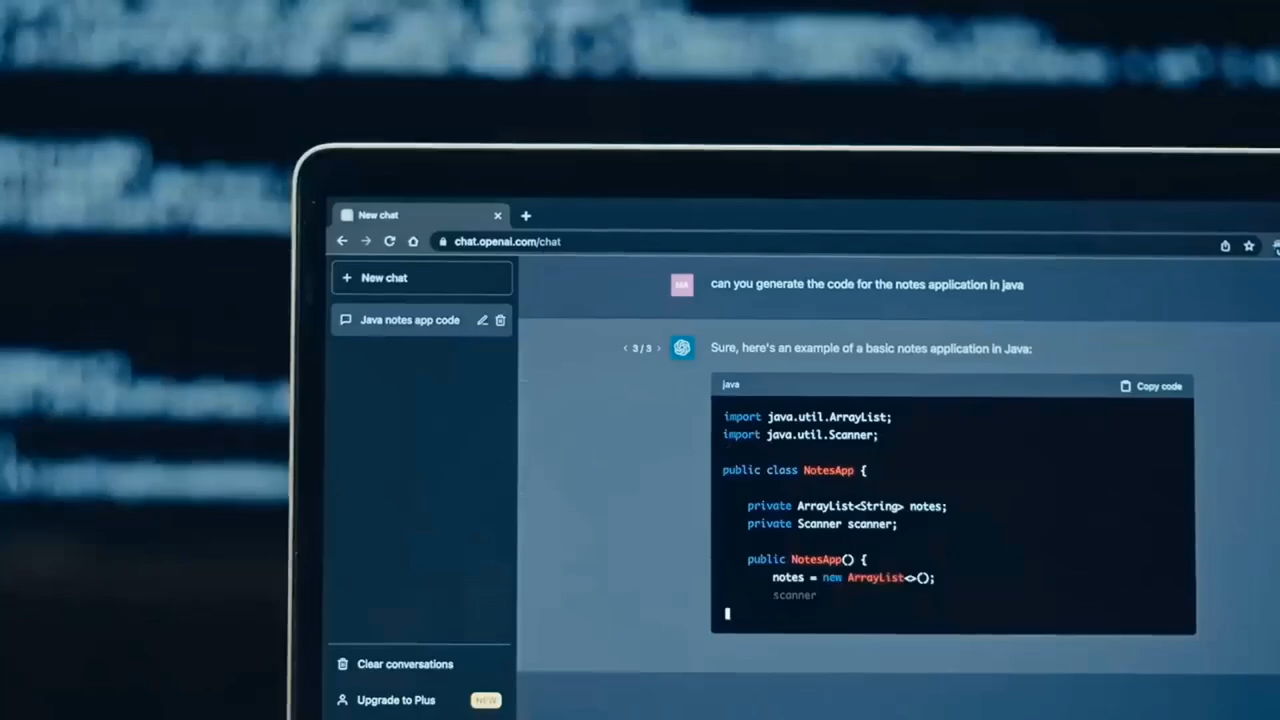 New chat
chat.openai.com/chat
New chat
can you generate the code for the notes application in java
Java notes app code
3/3
Sure, here's an example of a basic notes application in Java:
java
Copy code
import java.util.ArrayList;
import java.util.Scanner;
public class NotesApp {
private ArrayList<String> notes;
private Scanner scanner;
public NotesApp() {
notes = new ArrayList<>();
scanner
Clear conversations
Upgrade to Plus
NEW